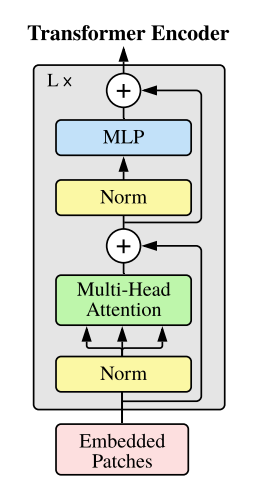 Transformer Encoder
L ×
+
MLP
Norm
+
Multi-Head
Attention
Norm
Embedded
Patches